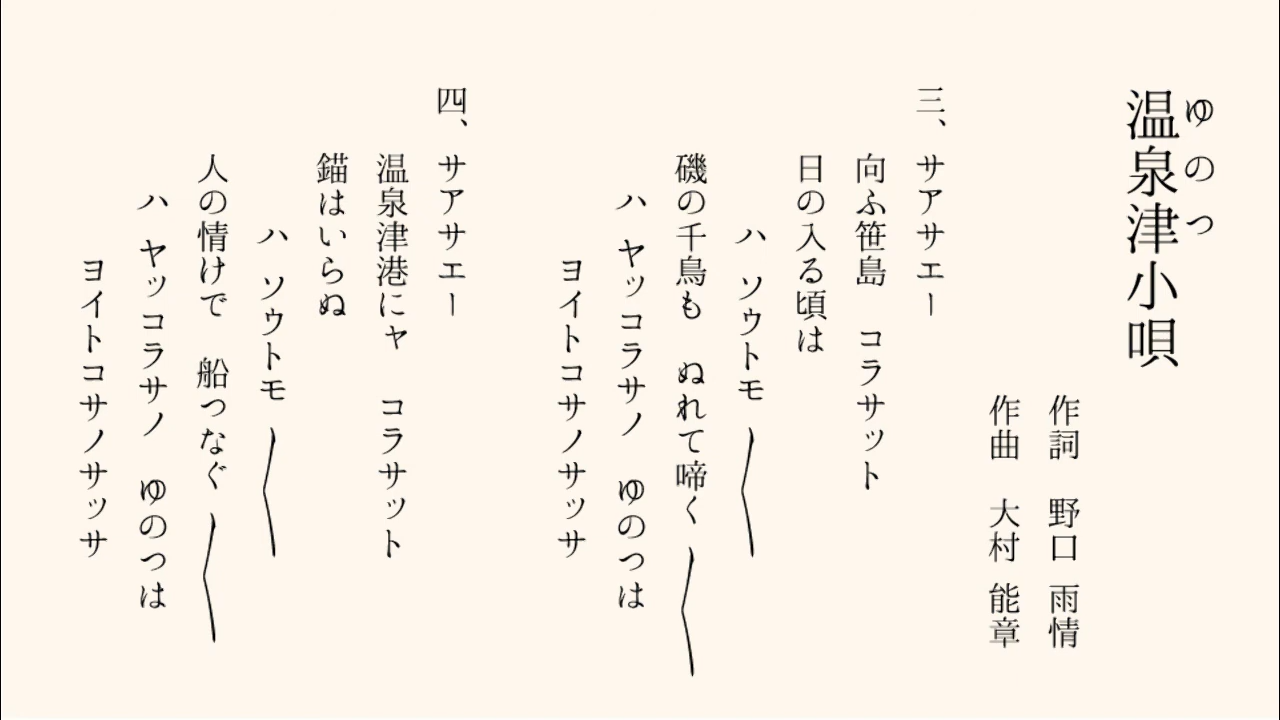 温泉津小唄
ゆのつ
作詞　野口 雨情
作曲　大村 能章
三、サアサエー
向ふ笹島　コラサット
日の入る頃は
ハ ソウトモ 〱
磯の千鳥も　ぬれて啼く 〱
ハ ヤッコラサノ　ゆのつは
ヨイトコサノサッサ
四、サアサエー
温泉津港にャ　コラサット
錨はいらぬ
ハ ソウトモ 〱
人の情けで　船つなぐ 〱
ハ ヤッコラサノ　ゆのつは
ヨイトコサノサッサ